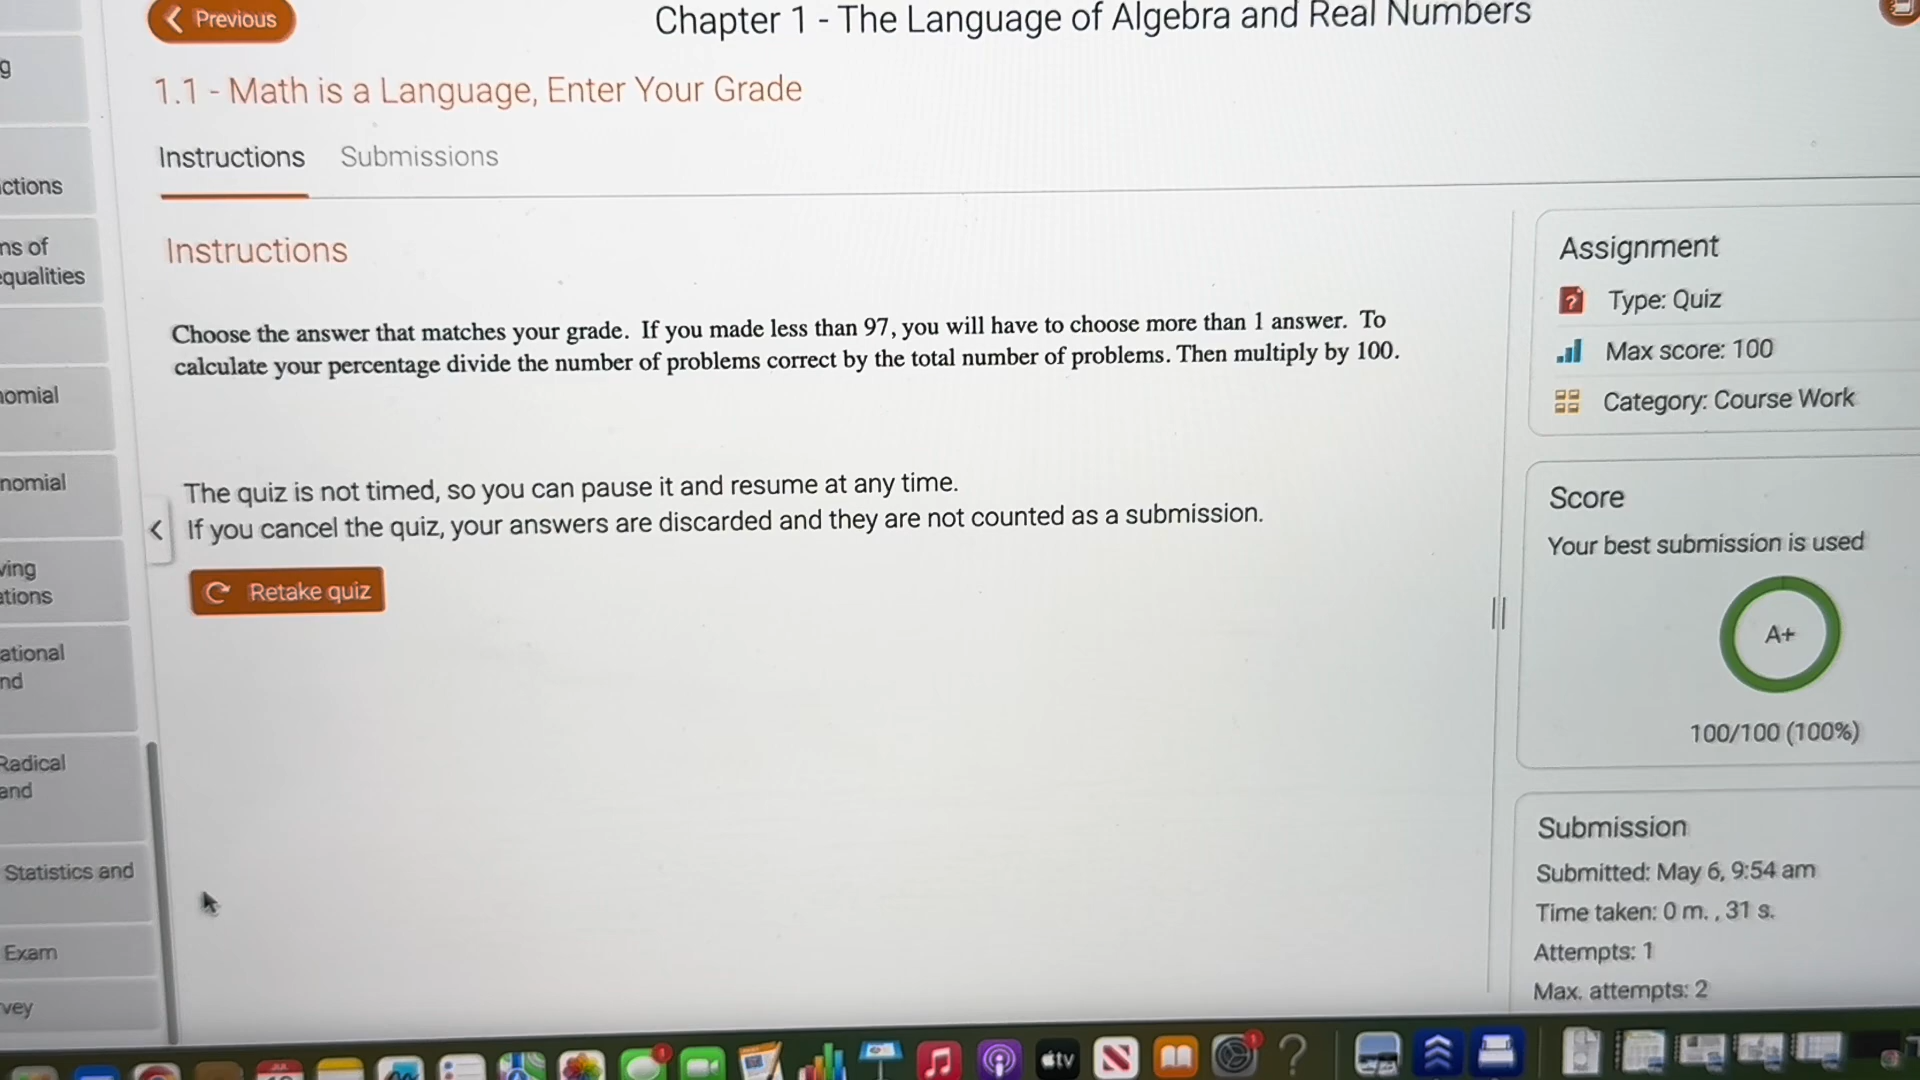 Previous
Chapter 1 - The Language of Algebra and Real Numbers
1.1 - Math is a Language, Enter Your Grade
Instructions
Submissions
Instructions
Choose the answer that matches your grade. If you made less than 97, you will have to choose more than 1 answer. To
calculate your percentage divide the number of problems correct by the total number of problems. Then multiply by 100.
The quiz is not timed, so you can pause it and resume at any time.
If you cancel the quiz, your answers are discarded and they are not counted as a submission.
Retake quiz
Assignment
Type: Quiz
Max score: 100
Category: Course Work
Score
Your best submission is used
A+
100/100 (100%)
Submission
Submitted: May 6, 9:54 am
Time taken: 0 m. , 31 s.
Attempts: 1
Max. attempts: 2
g
ctions
ns of
equalities
nomial
nomial
ving
ations
ational
nd
Radical
and
Statistics and
Exam
vey
tv